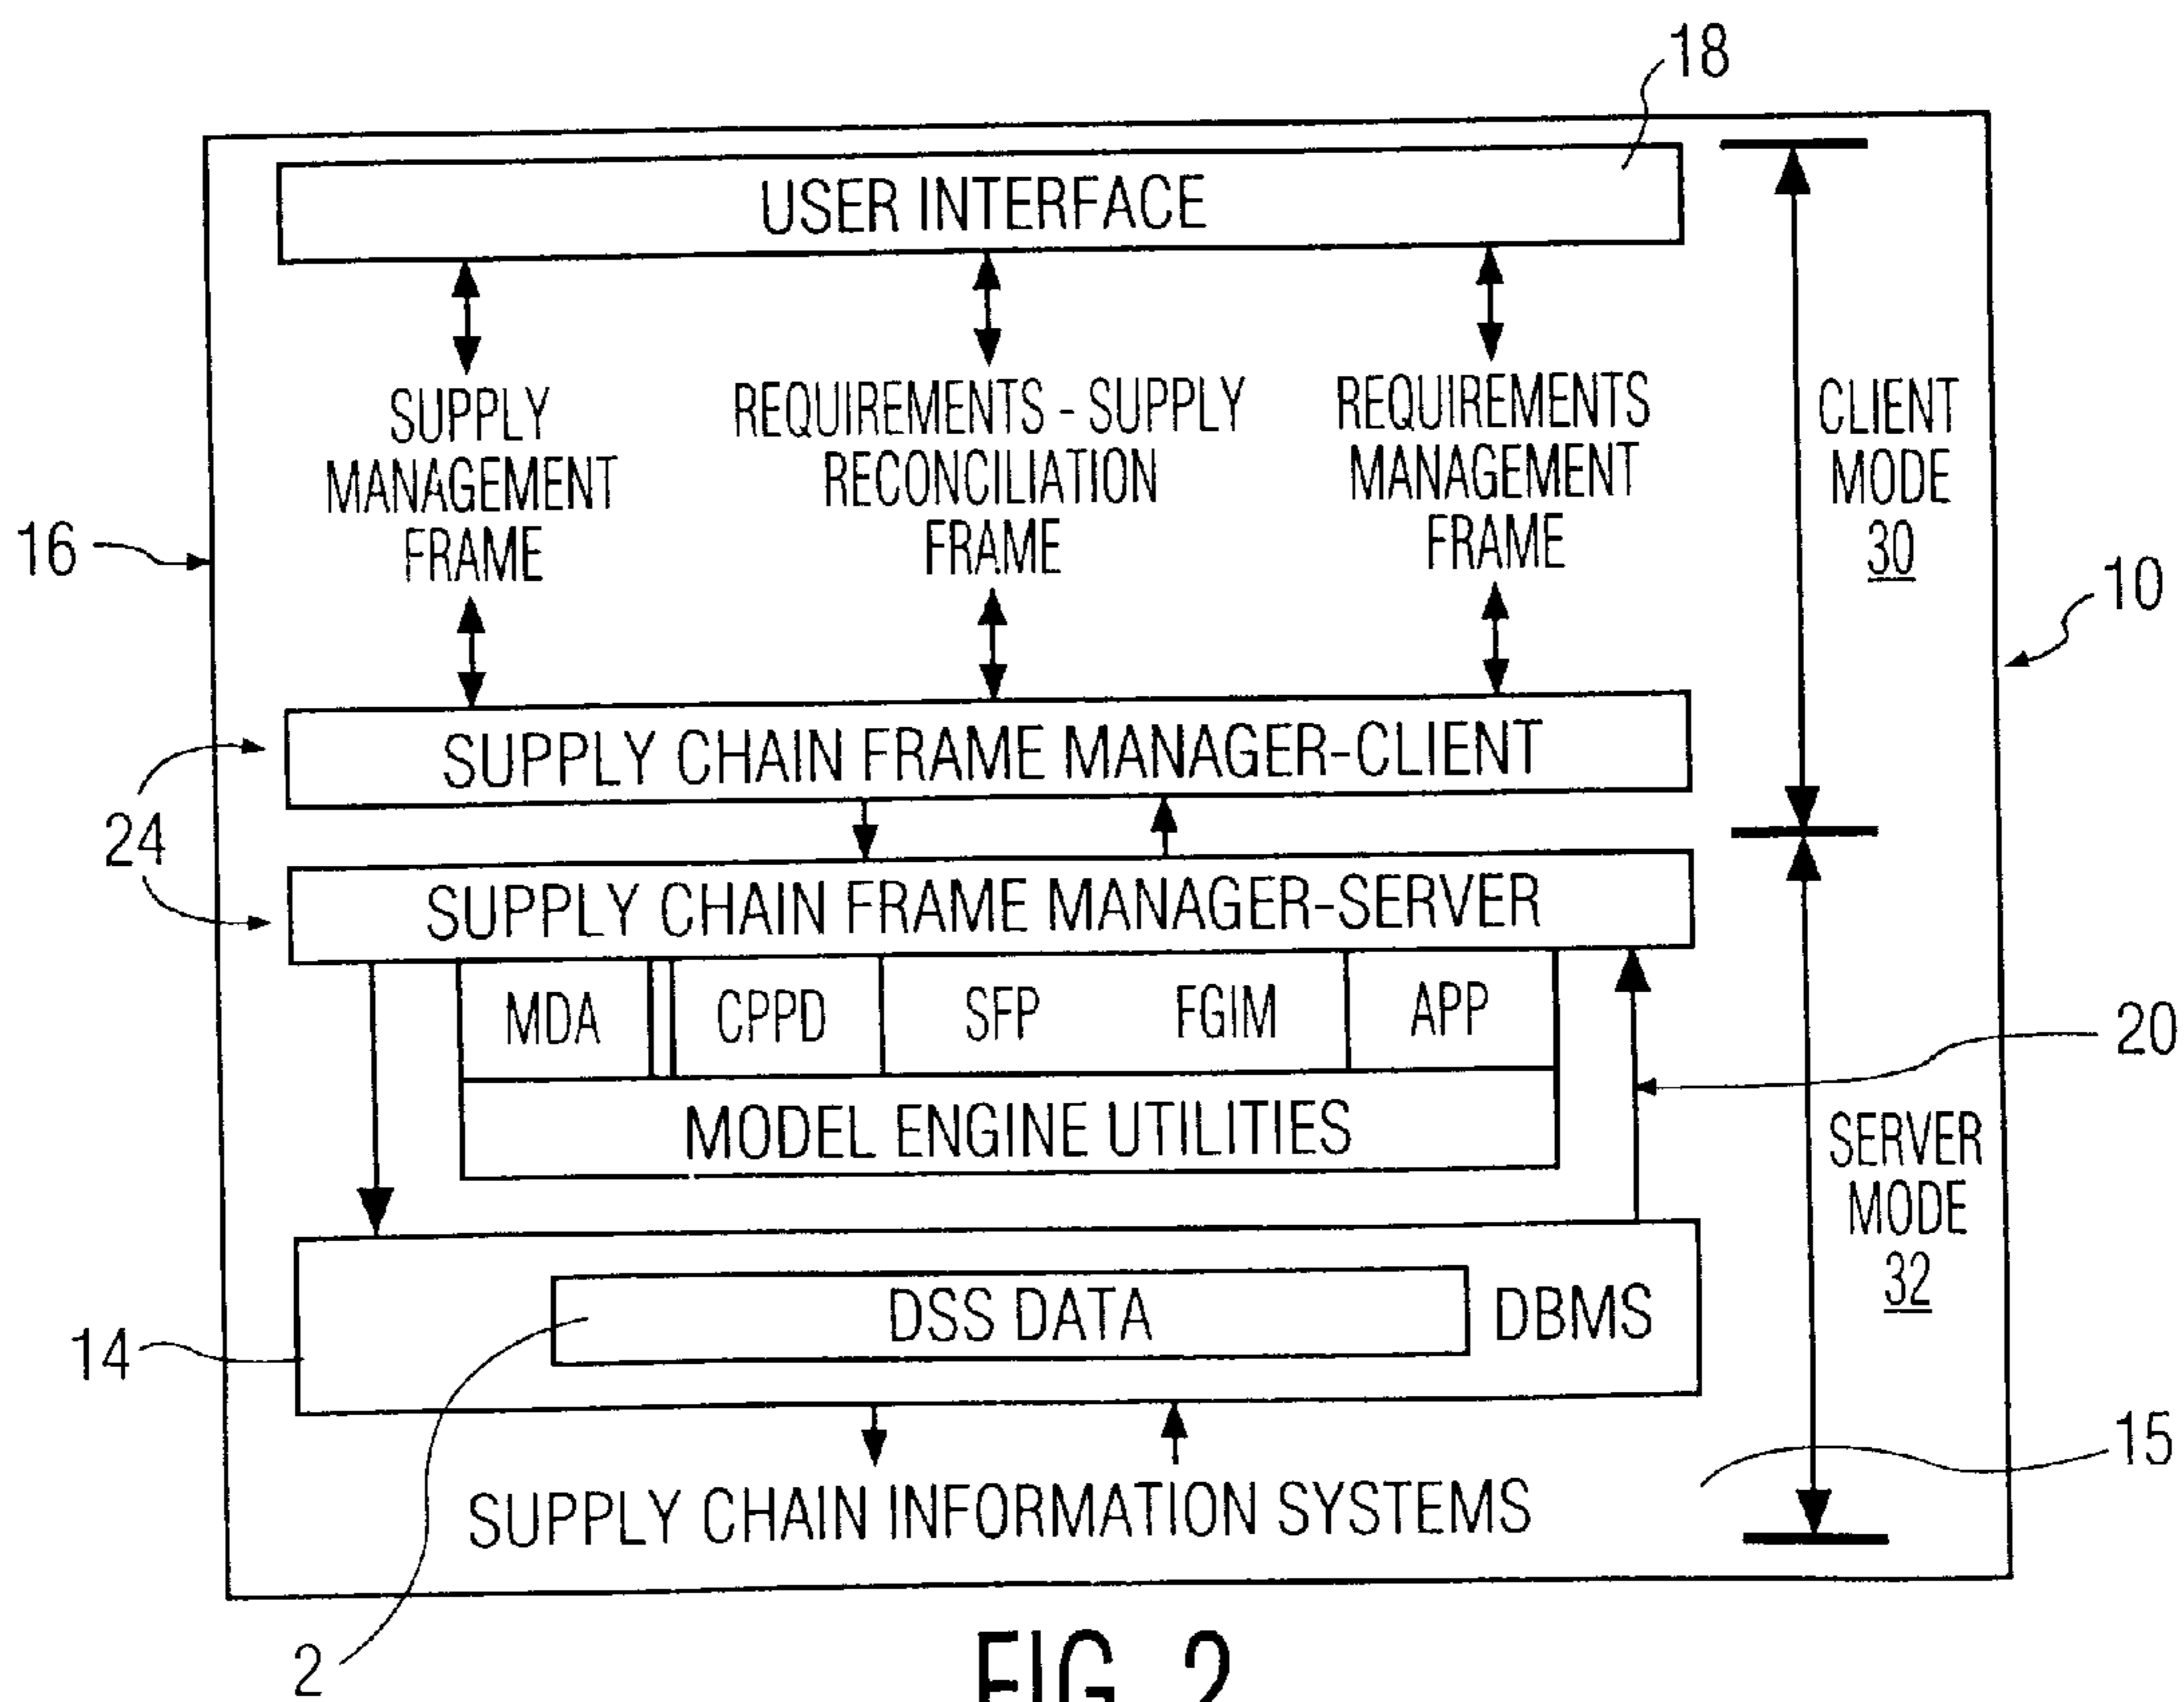 18
USER INTERFACE
SUPPLY
MANAGEMENT
FRAME
REQUIREMENTS - SUPPLY
RECONCILIATION
FRAME
REQUIREMENTS
MANAGEMENT
FRAME
CLIENT
MODE
30
16
10
SUPPLY CHAIN FRAME MANAGER-CLIENT
24
SUPPLY CHAIN FRAME MANAGER-SERVER
MDA
CPPD
SFP
FGIM
APP
20
MODEL ENGINE UTILITIES
SERVER
MODE
32
DSS DATA
DBMS
14
15
SUPPLY CHAIN INFORMATION SYSTEMS
2
FIG. 2